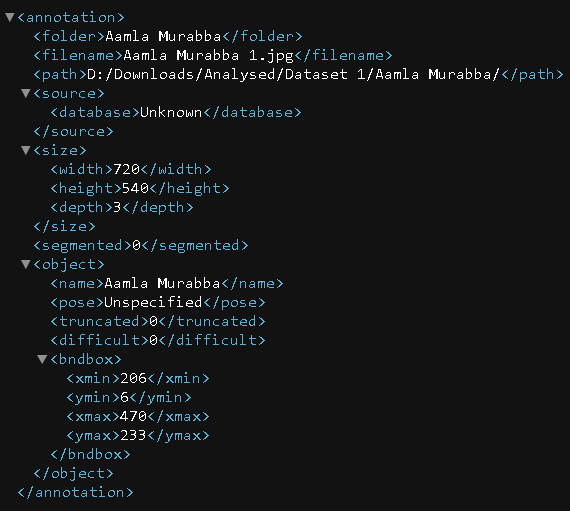 <annotation>
<folder>Aamla Murabba</folder>
<filename>Aamla Murabba 1.jpg</filename>
<path>D:/Downloads/Analysed/Dataset 1/Aamla Murabba/</path>
<source>
<database>Unknown</database>
</source>
<size>
<width>720</width>
<height>540</height>
<depth>3</depth>
</size>
<segmented>0</segmented>
<object>
<name>Aamla Murabba</name>
<pose>Unspecified</pose>
<truncated>0</truncated>
<difficult>0</difficult>
<bndbox>
<xmin>206</xmin>
<ymin>6</ymin>
<xmax>470</xmax>
<ymax>233</ymax>
</bndbox>
</object>
</annotation>